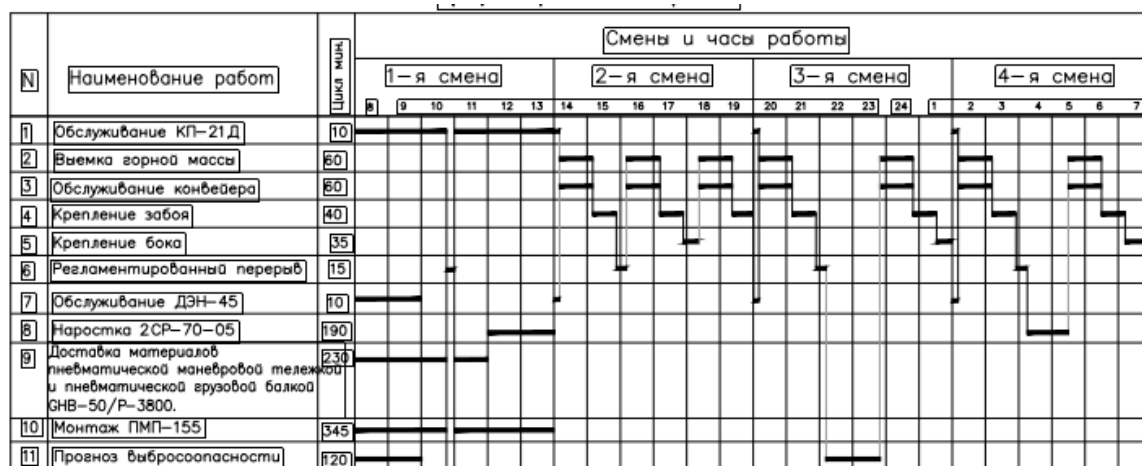 Смены и часы работы
N Наименование работ Цикл мин. 1-я смена 2-я смена 3-я смена 4-я смена
8 9 10 11 12 13 14 15 16 17 18 19 20 21 22 23 24 1 2 3 4 5 6 7
1 Обслуживание КП-21Д 10
2 Выемка горной массы 60
3 Обслуживание конвейера 60
4 Крепление забоя 40
5 Крепление бока 35
6 Регламентированный перерыв 15
7 Обслуживание ДЭН-45 10
8 Наростка 2СР-70-05 190
9 Доставка материалов 230
пневматической маневровой тележкой
и пневматической грузовой балкой
GHB-50/P-3800.
10 Монтаж ПМП-155 345
11 Прогноз выбросоопасности 120